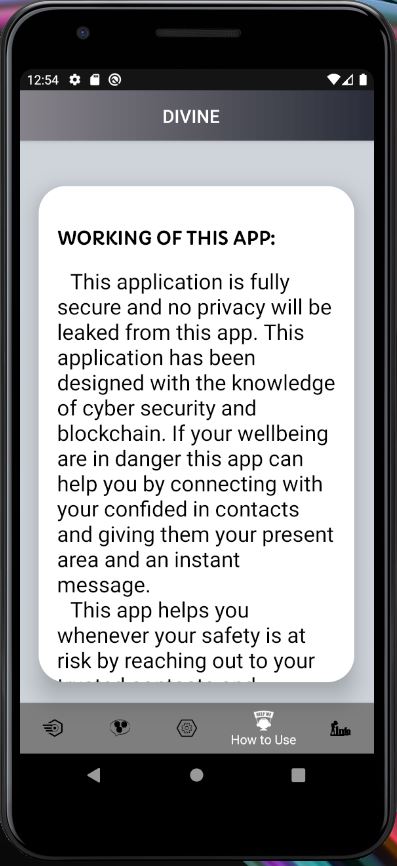 12:54
DIVINE
WORKING OF THIS APP:
This application is fully
secure and no privacy will be
leaked from this app. This
application has been
designed with the knowledge
of cyber security and
blockchain. If your wellbeing
are in danger this app can
help you by connecting with
your confided in contacts
and giving them your present
area and an instant
message.
This app helps you
whenever your safety is at
risk by reaching out to your
HELP ME
How to Use
Info